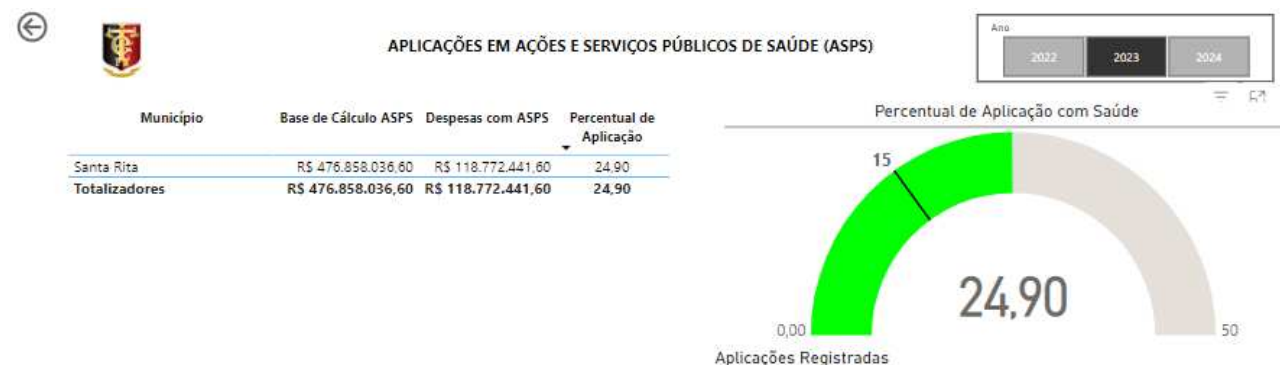 APLICAÇÕES EM AÇÕES E SERVIÇOS PÚBLICOS DE SAÚDE (ASPS)
Ano
2022 2023 2024
Município Base de Cálculo ASPS Despesas com ASPS Percentual de Aplicação
Santa Rita R$ 476.858.036,60 R$ 118.772.441,60 24,90
Totalizadores R$ 476.858.036,60 R$ 118.772.441,60 24,90
Percentual de Aplicação com Saúde
15
24,90
0,00 50
Aplicações Registradas